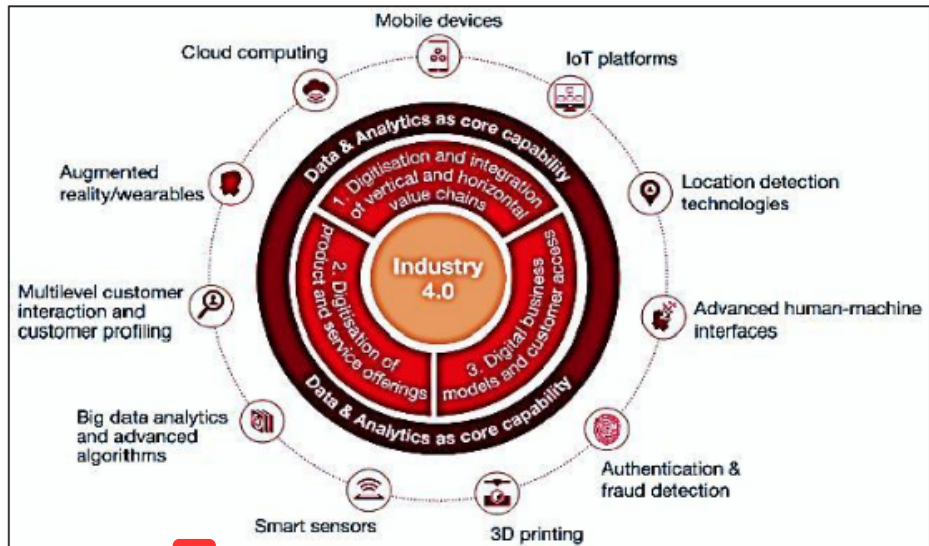 Mobile devices
Cloud computing
IoT platforms
Augmented
reality/wearables
Location detection
technologies
Multilevel customer
interaction and
customer profiling
Advanced human-machine
interfaces
Big data analytics
and advanced
algorithms
Authentication &
fraud detection
Smart sensors
3D printing
Data & Analytics as core capability
1. Digitisation and integration
of vertical and horizontal
value chains
Industry
4.0
2. Digitisation of
product and service offerings
3. Digital business
models and customer access
Data & Analytics as core capability